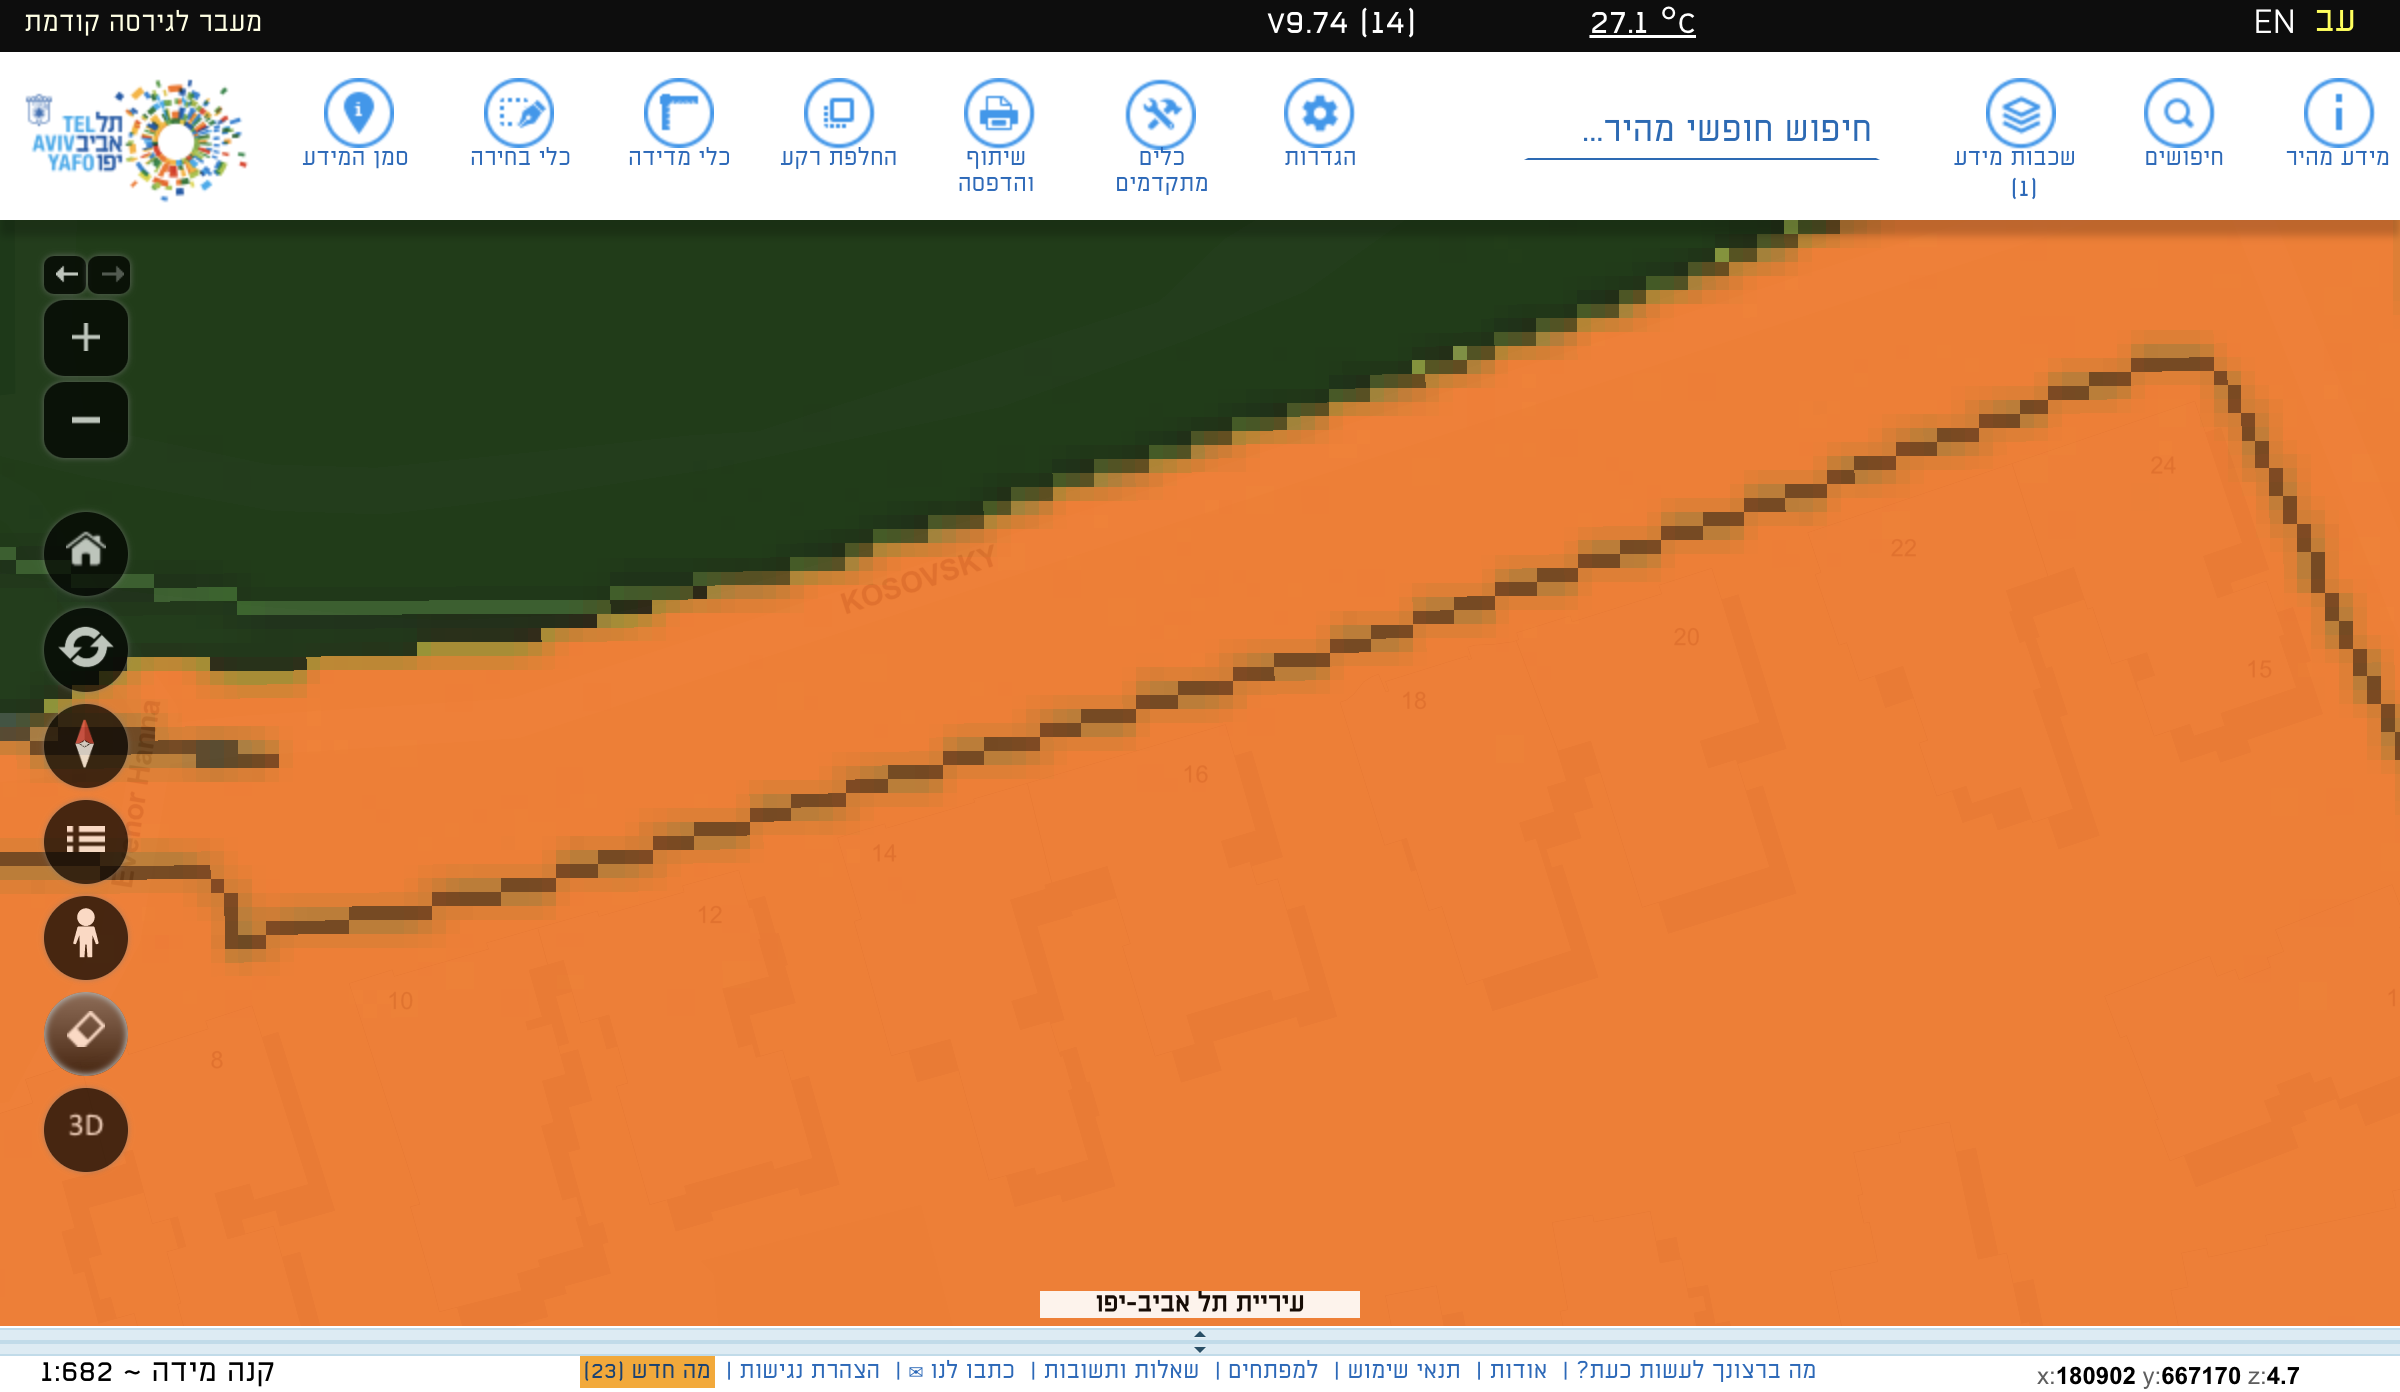 עב EN
27.1 °C
V9.74 (14)
מעבר לגירסה קודמת
מידע מהיר
חיפושים
שכבות מידע
(1)
חיפוש חופשי מהיר...
הגדרות
כלים
מתקדמים
שיתוף
והדפסה
החלפת רקע
כלי מדידה
כלי בחירה
סמן המידע
תל TEL
אביב AVIV
יפו YAFO
24
KOSOVSKY
22
20
15
18
16
14
12
10
8
Hanna
3D
עיריית תל אביב-יפו
x:180902 y:667170 z:4.7
מה ברצונך לעשות כעת? | אודות | תנאי שימוש | למפתחים | שאלות ותשובות | כתבו לנו ✉ | הצהרת נגישות | מה חדש (23)
קנה מידה ~ 1:682